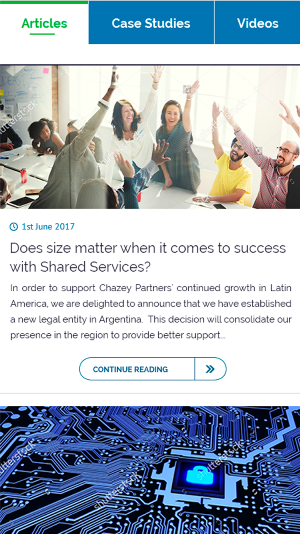 Articles Case Studies Videos
1st June 2017
Does size matter when it comes to success
with Shared Services?
In order to support Chazey Partners' continued growth in Latin
America, we are delighted to announce that we have established
a new legal entity in Argentina. This decision will consolidate our
presence in the region to provide better support...
CONTINUE READING